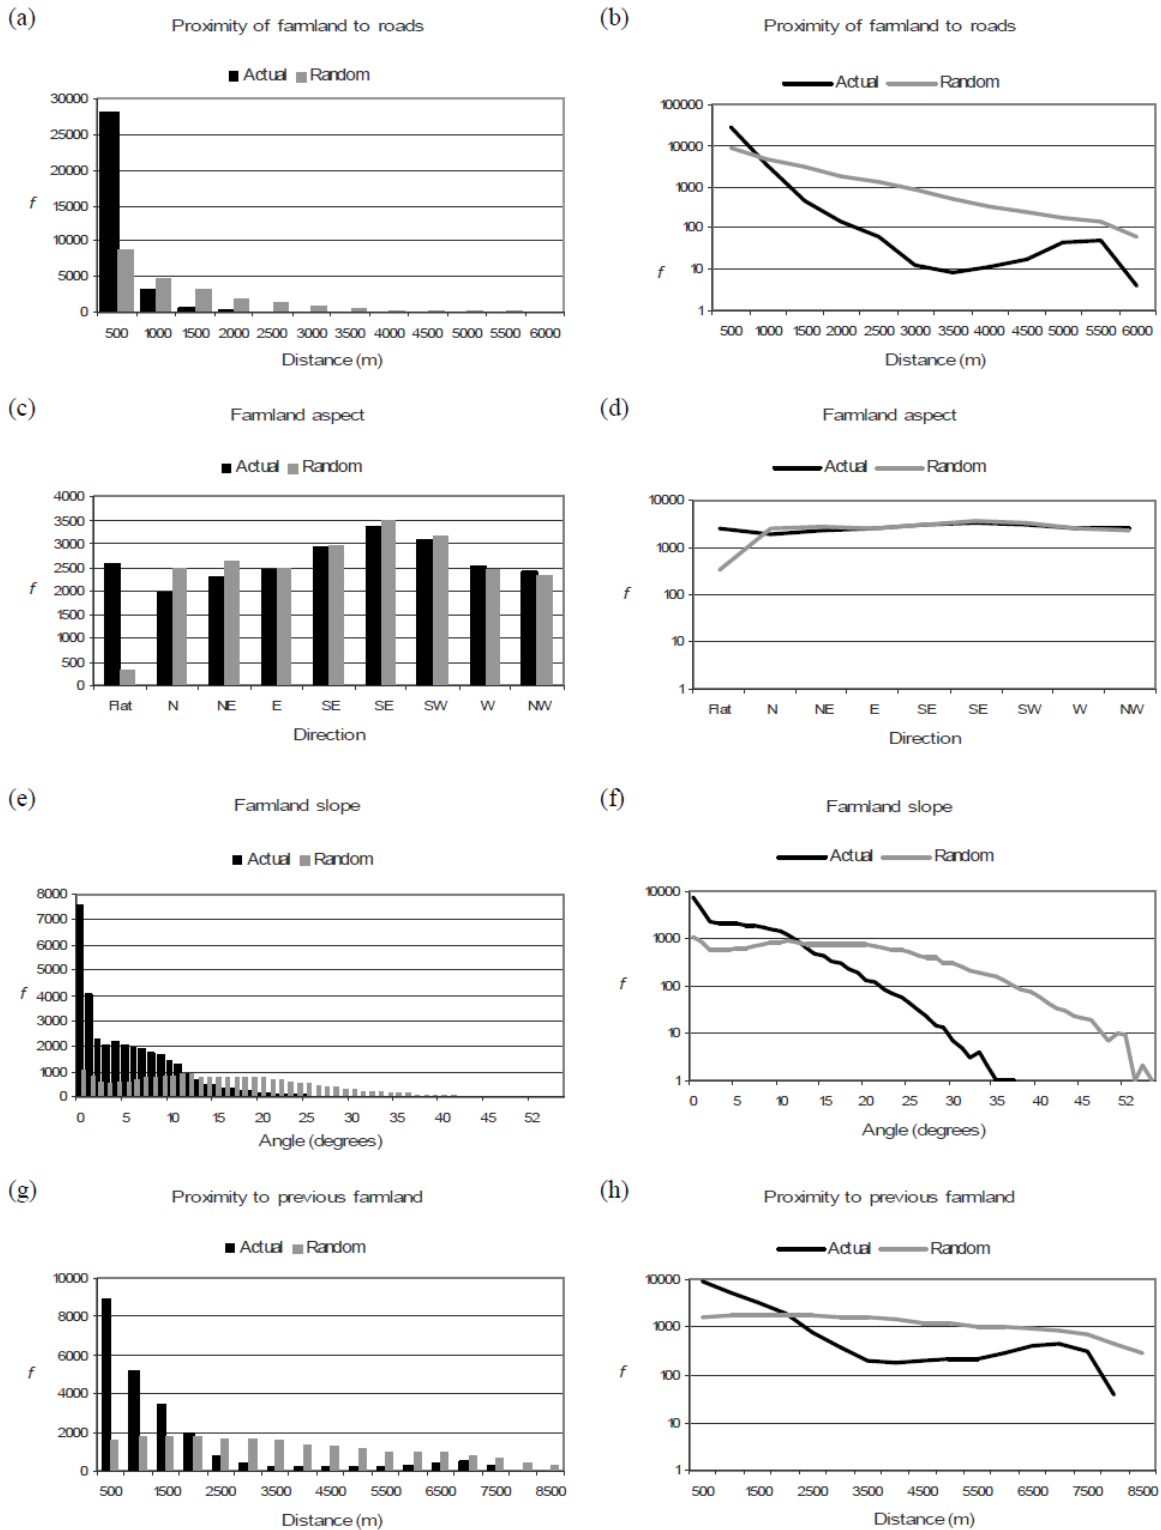 (a)
Proximity of farmland to roads
Actual Random
30000
25000
20000
15000
10000
5000
0
f
500 1000 1500 2000 2500 3000 3500 4000 4500 5000 5500 6000
Distance (m)
(b)
Proximity of farmland to roads
Actual Random
100000
10000
1000
100
10
1
f
500 1000 1500 2000 2500 3000 3500 4000 4500 5000 5500 6000
Distance (m)
(c)
Farmland aspect
Actual Random
4000
3500
3000
2500
2000
1500
1000
500
0
f
Flat N NE E SE SE SW W NW
Direction
(d)
Farmland aspect
Actual Random
10000
1000
100
10
1
f
Flat N NE E SE SE SW W NW
Direction
(e)
Farmland slope
Actual Random
8000
7000
6000
5000
4000
3000
2000
1000
0
f
0 5 10 15 20 25 30 35 40 45 52
Angle (degrees)
(f)
Farmland slope
Actual Random
10000
1000
100
10
1
f
0 5 10 15 20 25 30 35 40 45 52
Angle (degrees)
(g)
Proximity to previous farmland
Actual Random
10000
8000
6000
4000
2000
0
f
500 1500 2500 3500 4500 5500 6500 7500 8500
Distance (m)
(h)
Proximity to previous farmland
Actual Random
10000
1000
100
10
1
f
500 1500 2500 3500 4500 5500 6500 7500 8500
Distance (m)